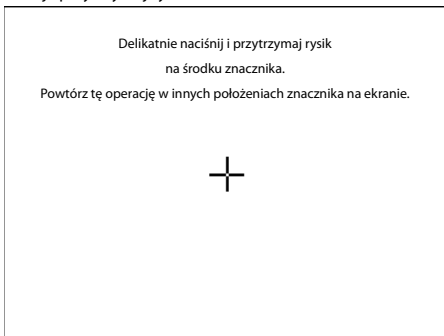 Delikatnie naciśnij i przytrzymaj rysik
na środku znacznika.
Powtórz tę operację w innych położeniach znacznika na ekranie.